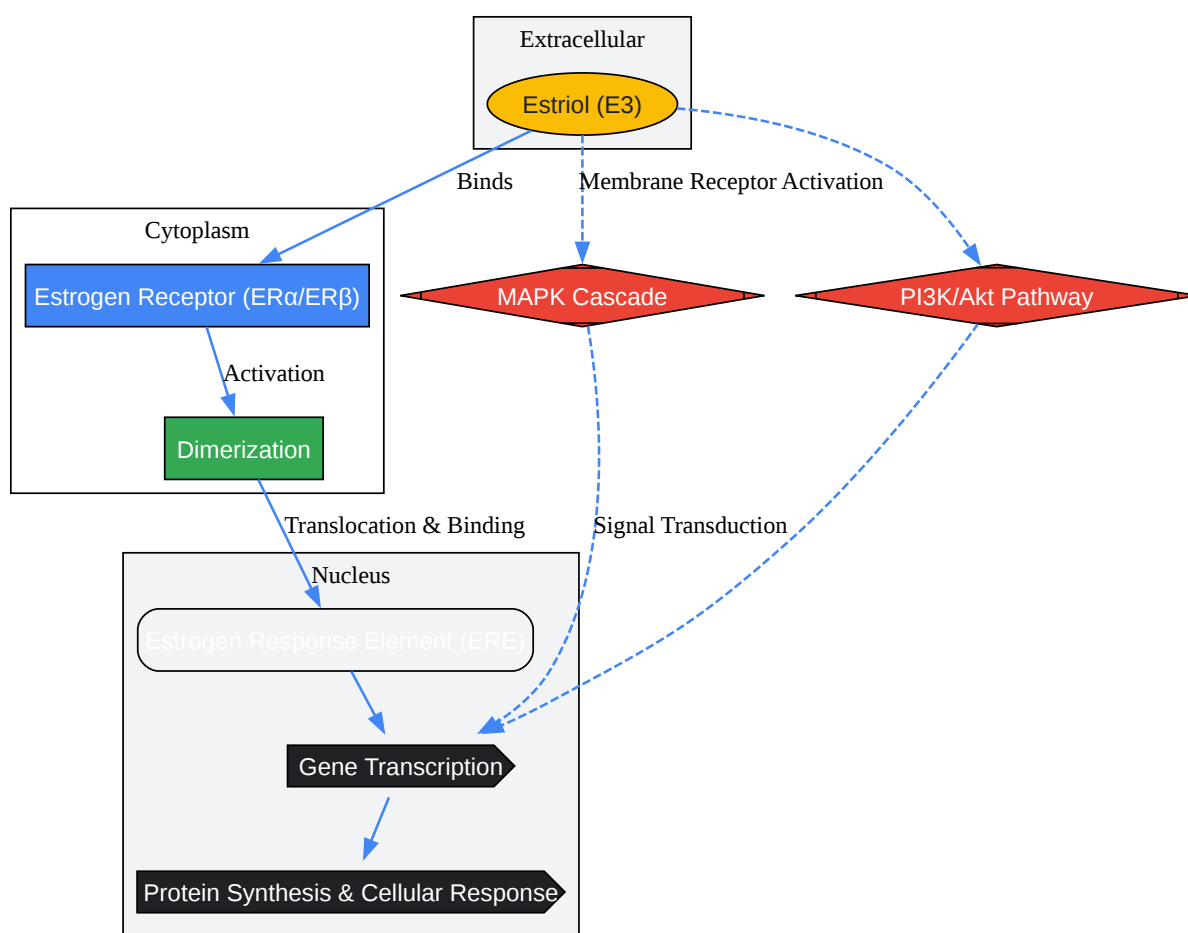 Extracellular
Estriol (E3)
Binds
Membrane Receptor Activation
Cytoplasm
Estrogen Receptor (ERα/ERβ)
MAPK Cascade
PI3K/Akt Pathway
Activation
Dimerization
Translocation & Binding
Signal Transduction
Nucleus
Estrogen Response Element (ERE)
Gene Transcription
Protein Synthesis & Cellular Response